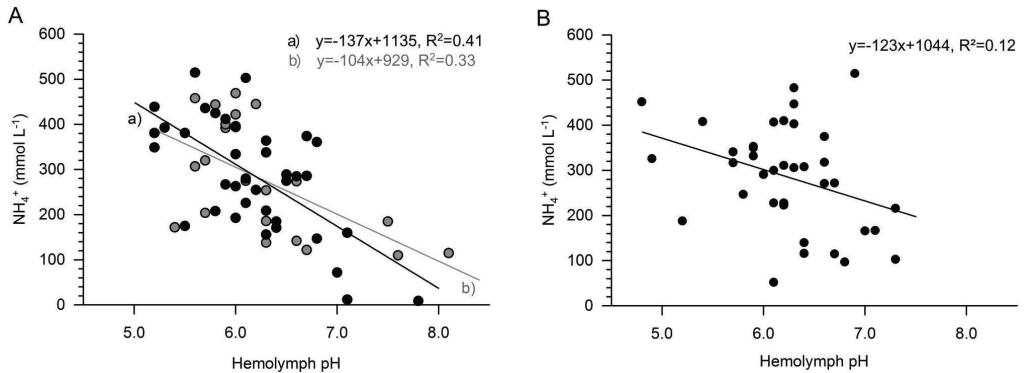 A
a) y=-137x+1135, R²=0.41
b) y=-104x+929, R²=0.33
600
500
400
300
200
100
0
NH₄⁺ (mmol L⁻¹)
a)
b)
5.0 6.0 7.0 8.0
Hemolymph pH
B
y=-123x+1044, R²=0.12
600
500
400
300
200
100
0
NH₄⁺ (mmol L⁻¹)
5.0 6.0 7.0 8.0
Hemolymph pH